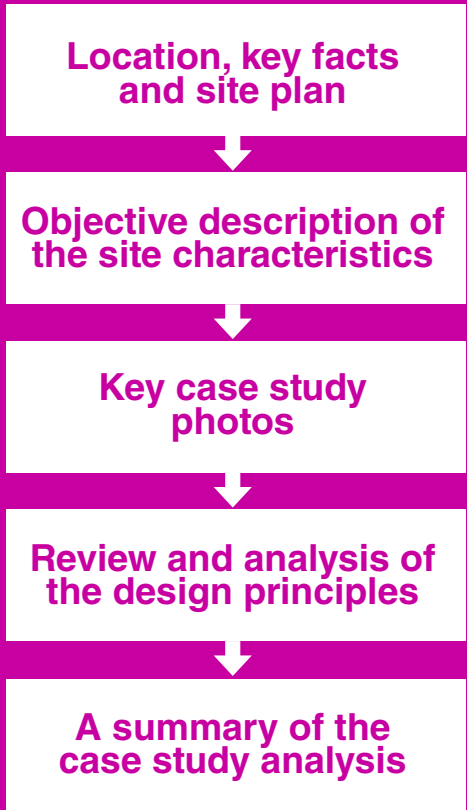 Location, key facts
and site plan
Objective description of
the site characteristics
Key case study
photos
Review and analysis of
the design principles
A summary of the
case study analysis